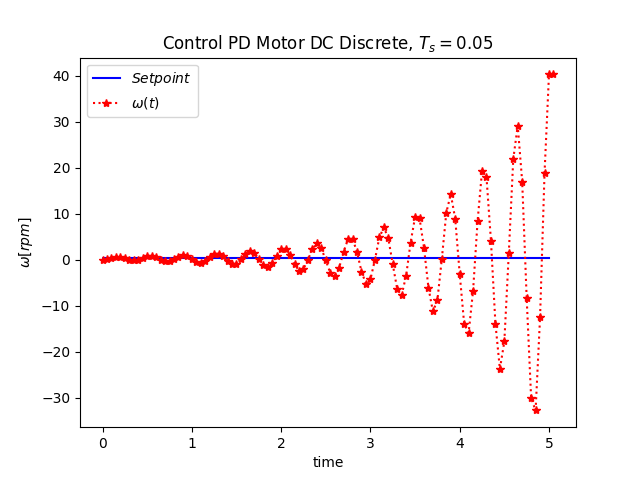 Control PD Motor DC Discrete, $T_s = 0.05$
Setpoint
ω(t)
ω[rpm]
40
30
20
10
0
−10
−20
−30
0 1 2 3 4 5
time